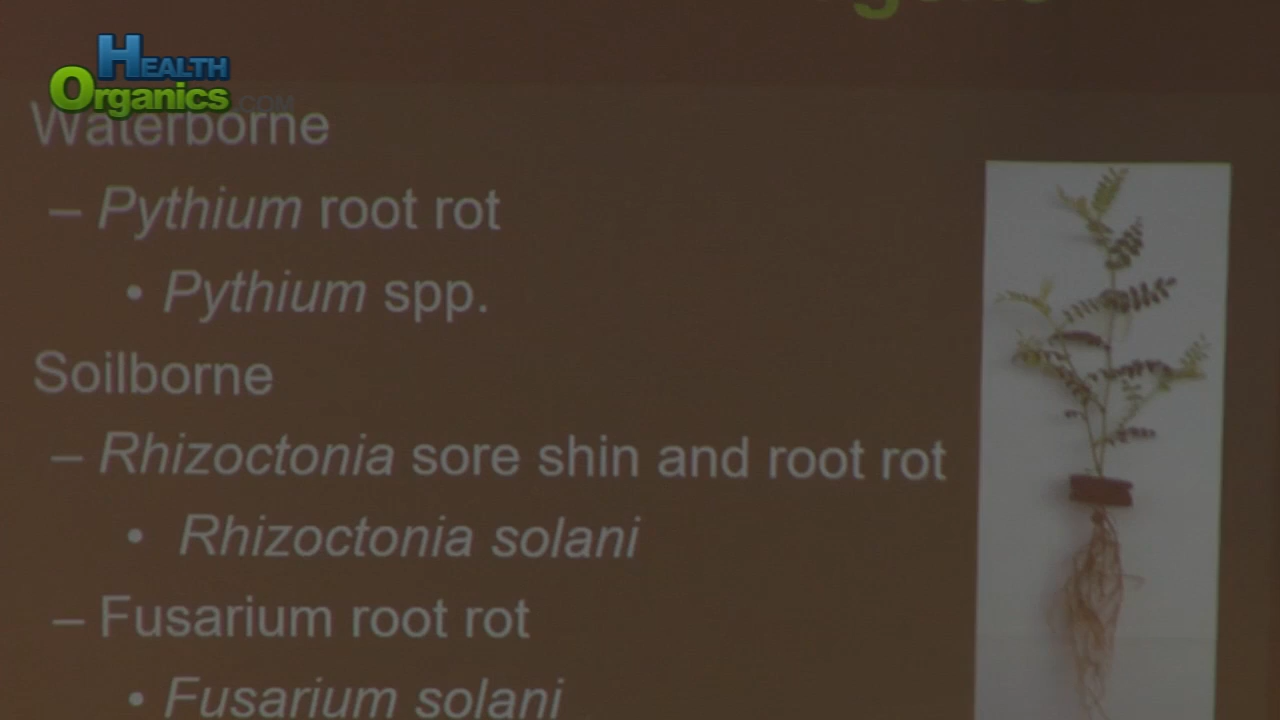 HEALTH
Organics.COM
Waterborne
– Pythium root rot
• Pythium spp.
Soilborne
– Rhizoctonia sore shin and root rot
• Rhizoctonia solani
– Fusarium root rot
• Fusarium solani